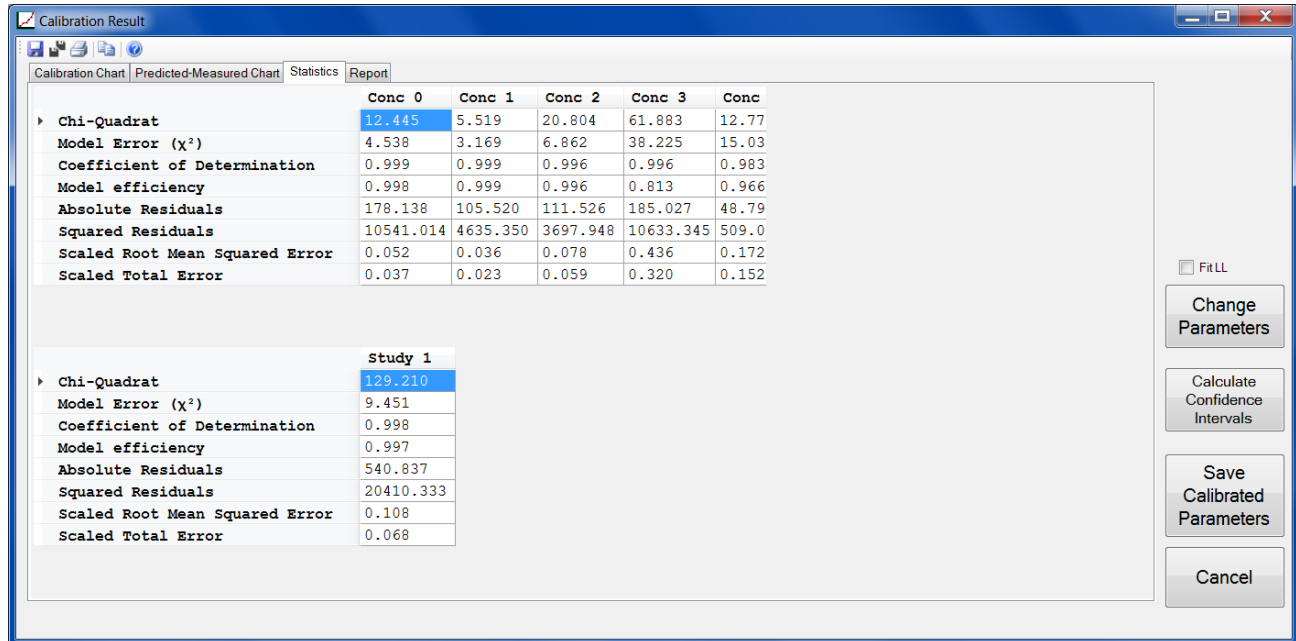 Calibration Result
Calibration Chart Predicted-Measured Chart Statistics Report
Conc 0 Conc 1 Conc 2 Conc 3 Conc
Chi-Quadrat 12.445 5.519 20.804 61.883 12.77
Model Error (χ²) 4.538 3.169 6.862 38.225 15.03
Coefficient of Determination 0.999 0.999 0.996 0.996 0.983
Model efficiency 0.998 0.999 0.996 0.813 0.966
Absolute Residuals 178.138 105.520 111.526 185.027 48.79
Squared Residuals 10541.014 4635.350 3697.948 10633.345 509.0
Scaled Root Mean Squared Error 0.052 0.036 0.078 0.436 0.172
Scaled Total Error 0.037 0.023 0.059 0.320 0.152
Study 1
Chi-Quadrat 129.210
Model Error (χ²) 9.451
Coefficient of Determination 0.998
Model efficiency 0.997
Absolute Residuals 540.837
Squared Residuals 20410.333
Scaled Root Mean Squared Error 0.108
Scaled Total Error 0.068
Fit LL
Change
Parameters
Calculate
Confidence
Intervals
Save
Calibrated
Parameters
Cancel